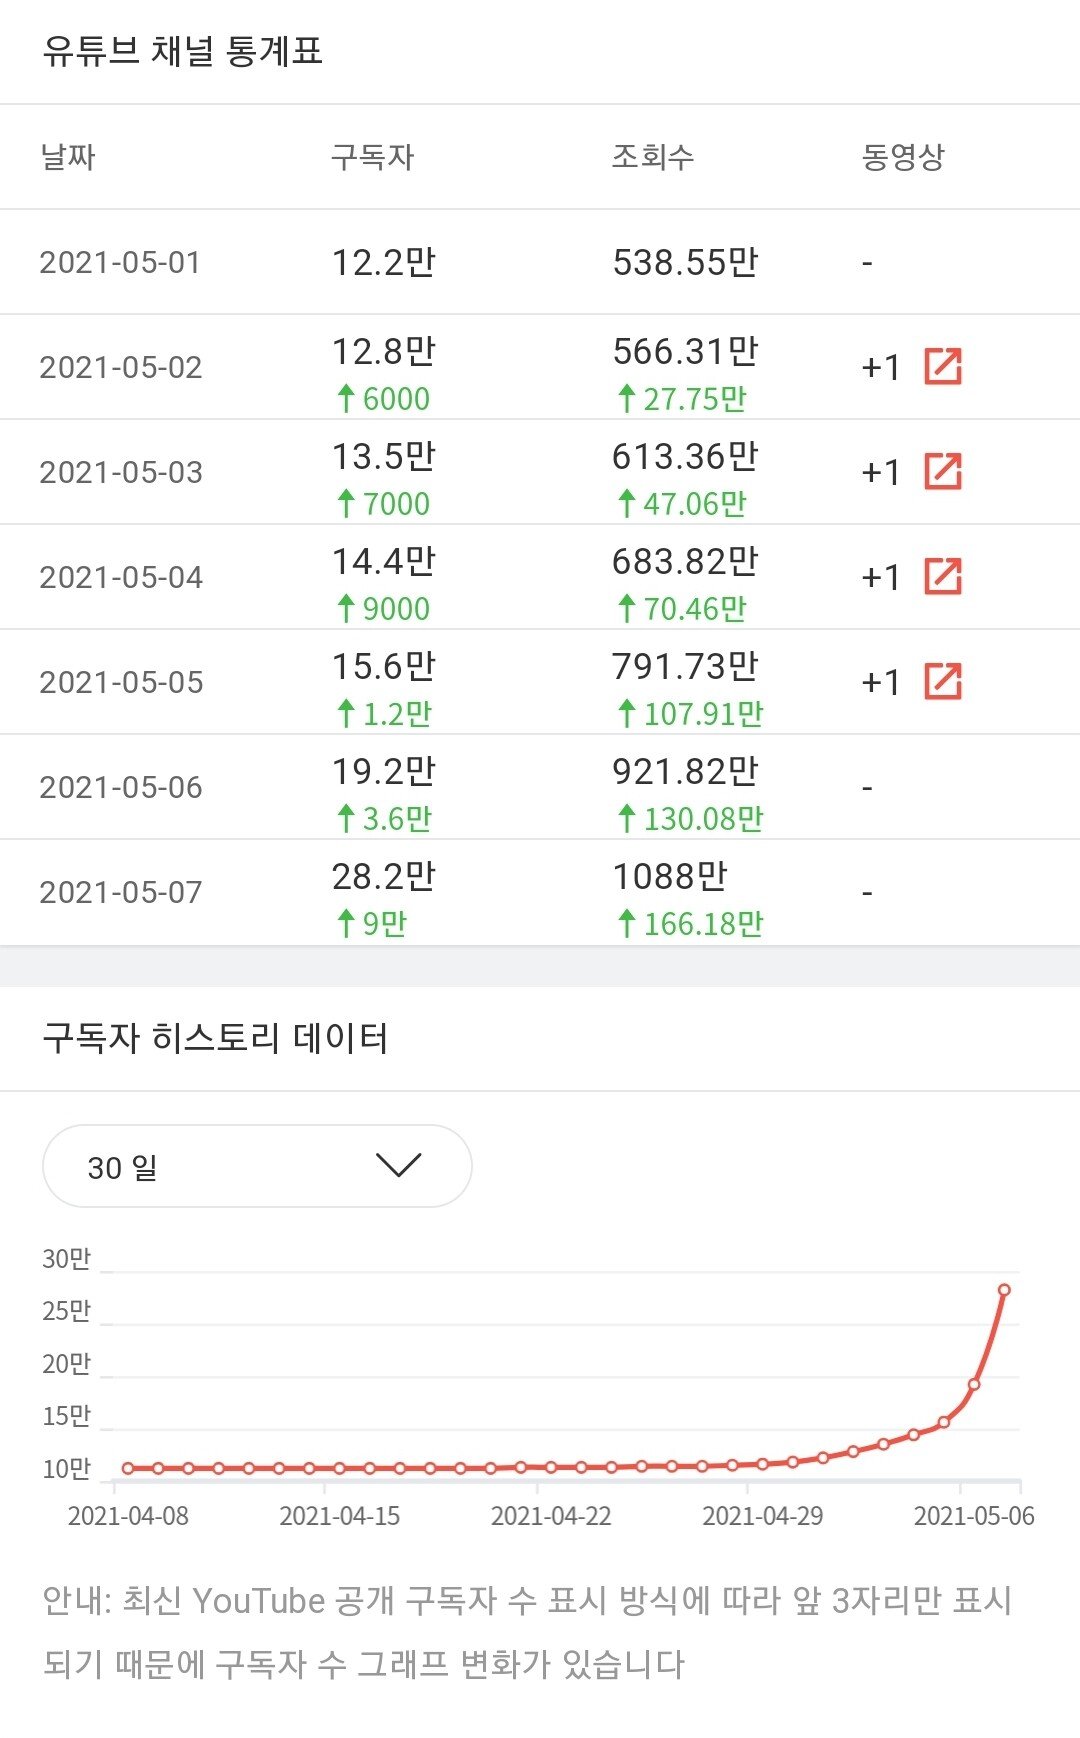 유튜브 채널 통계표
날짜 구독자 조회수 동영상
2021-05-01 12.2만 538.55만 -
2021-05-02 12.8만 566.31만 +1
↑6000 ↑27.75만
2021-05-03 13.5만 613.36만 +1
↑7000 ↑47.06만
2021-05-04 14.4만 683.82만 +1
↑9000 ↑70.46만
2021-05-05 15.6만 791.73만 +1
↑1.2만 ↑107.91만
2021-05-06 19.2만 921.82만 -
↑3.6만 ↑130.08만
2021-05-07 28.2만 1088만 -
↑9만 ↑166.18만
구독자 히스토리 데이터
30 일
30만
25만
20만
15만
10만
2021-04-08 2021-04-15 2021-04-22 2021-04-29 2021-05-06
안내: 최신 YouTube 공개 구독자 수 표시 방식에 따라 앞 3자리만 표시
되기 때문에 구독자 수 그래프 변화가 있습니다